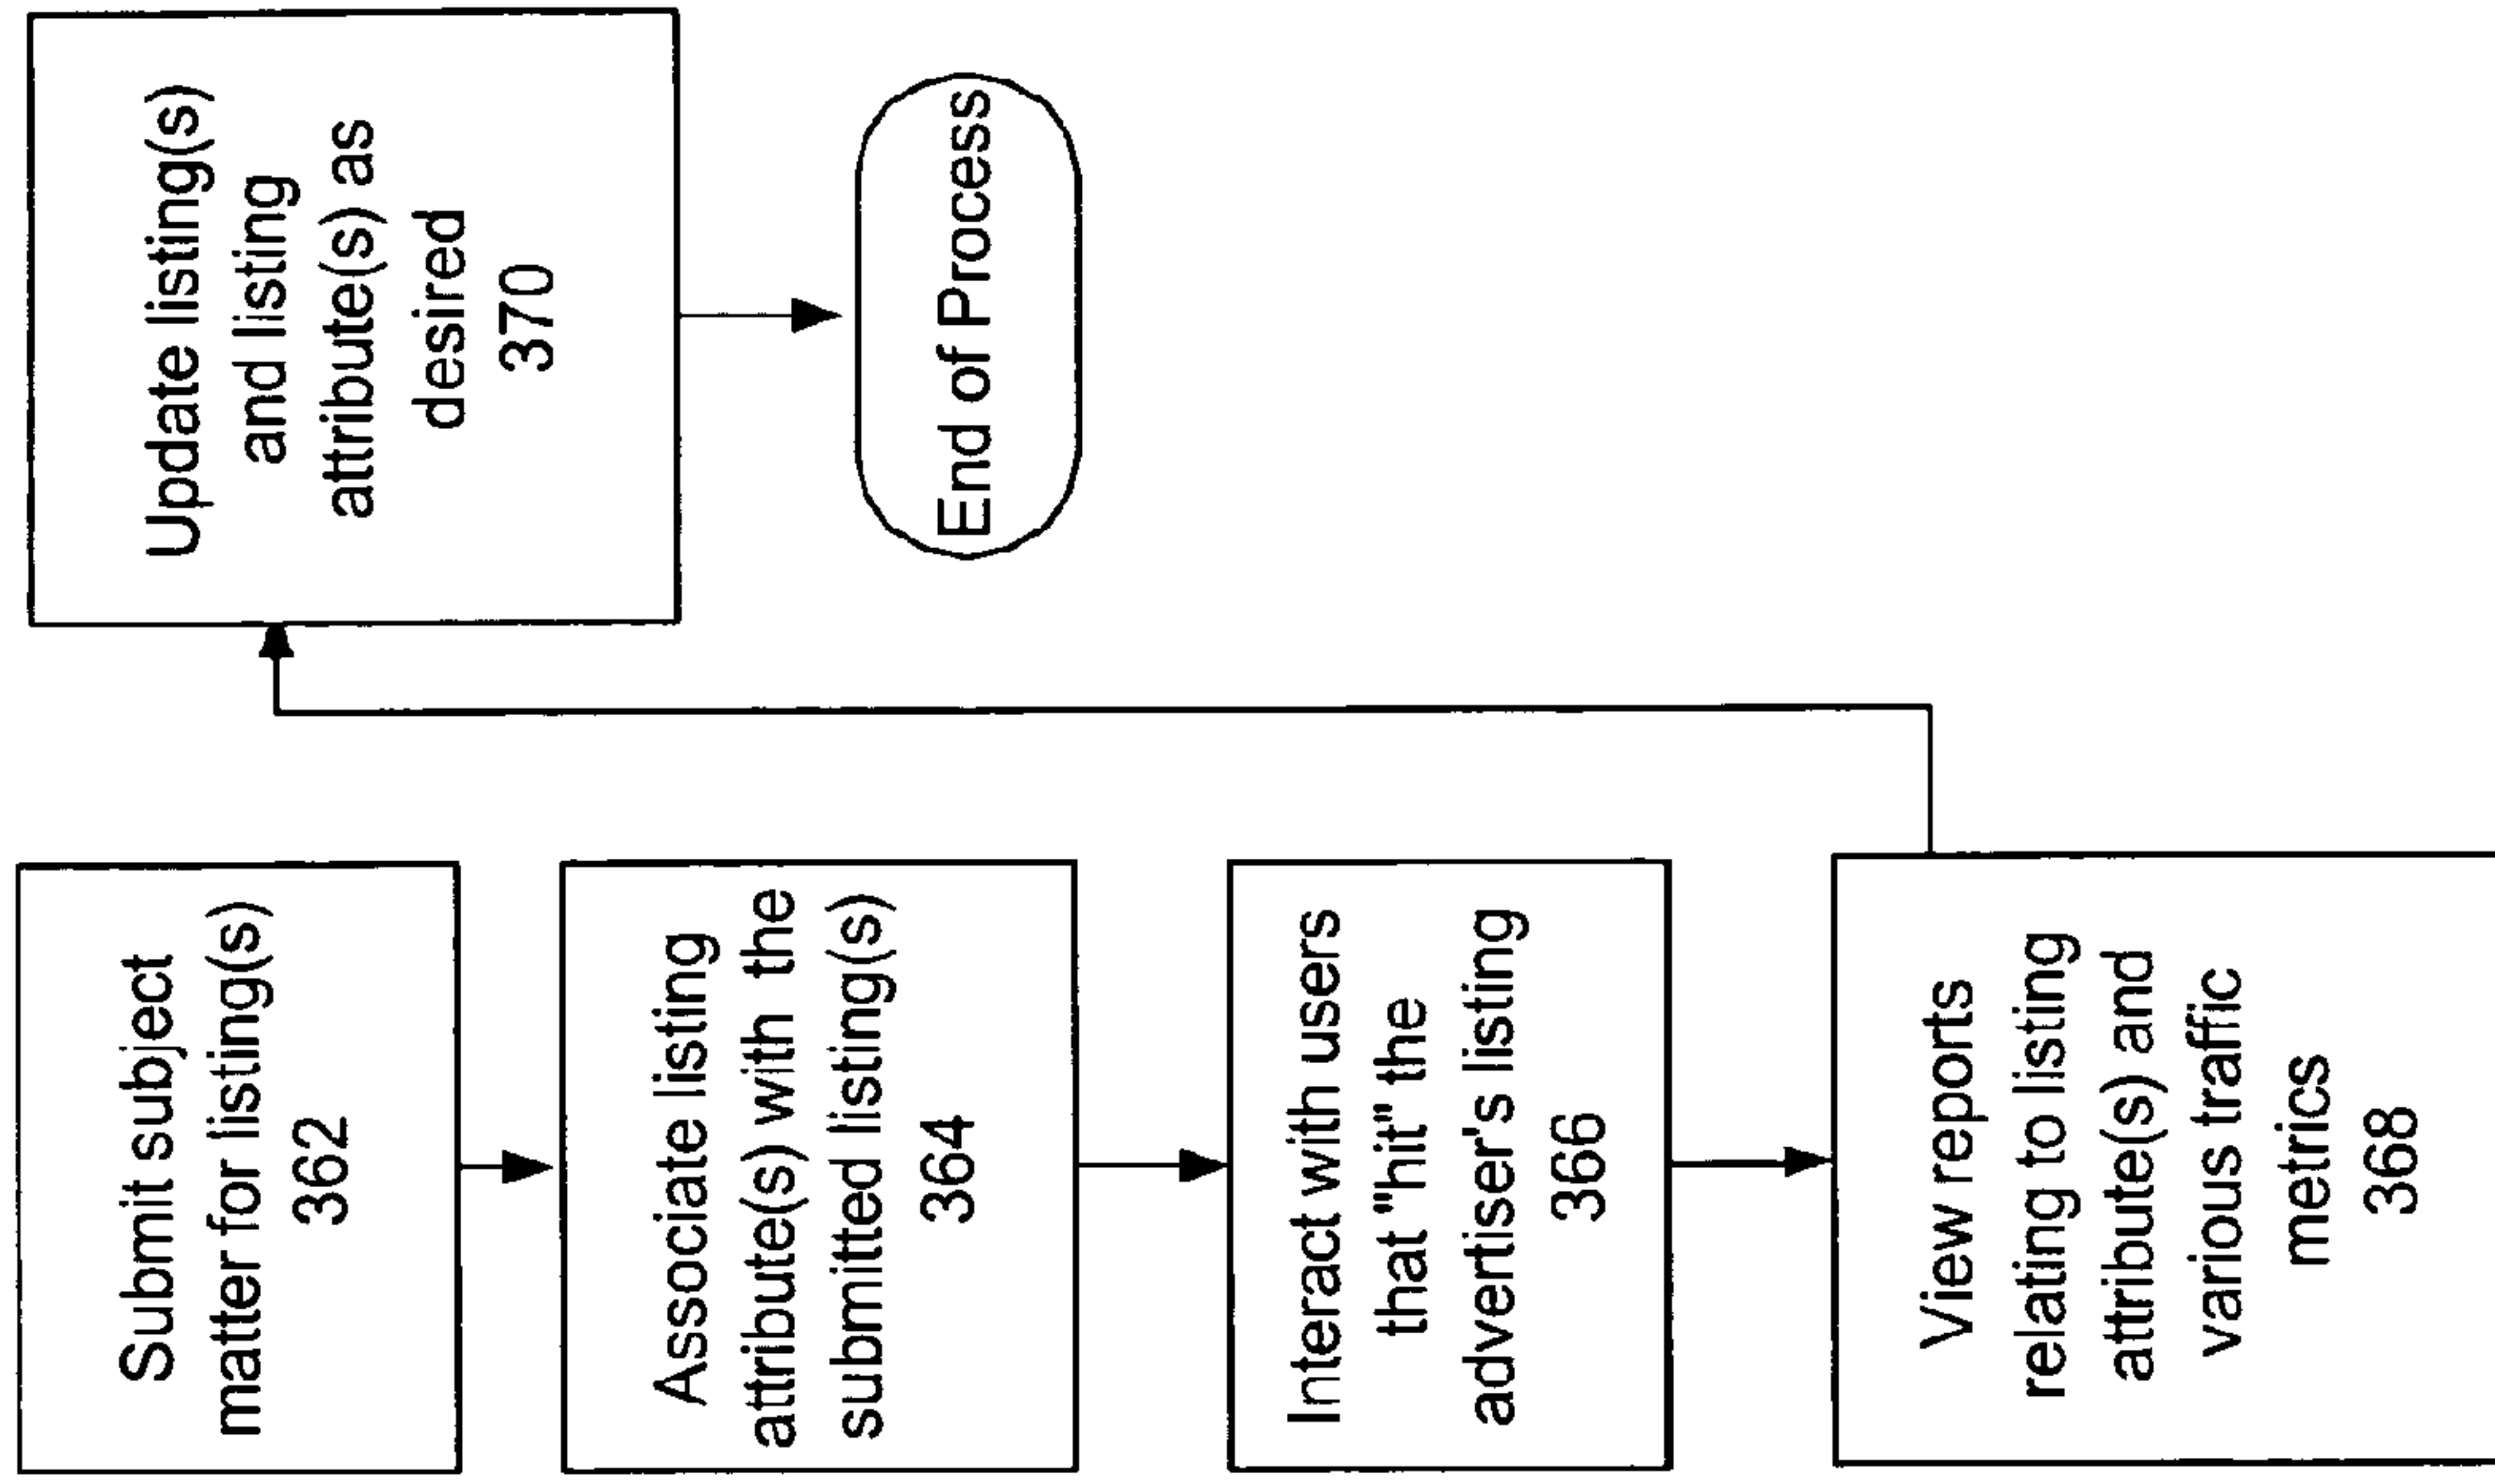 Submit subject
matter for listing(s)
362
Associate listing
attribute(s) with the
submitted listing(s)
364
Interact with users
that "hit" the
advertiser's listing
366
View reports
relating to listing
attribute(s) and
various traffic
metrics
368
Update listing(s)
and listing
attribute(s) as
desired
370
End of Process